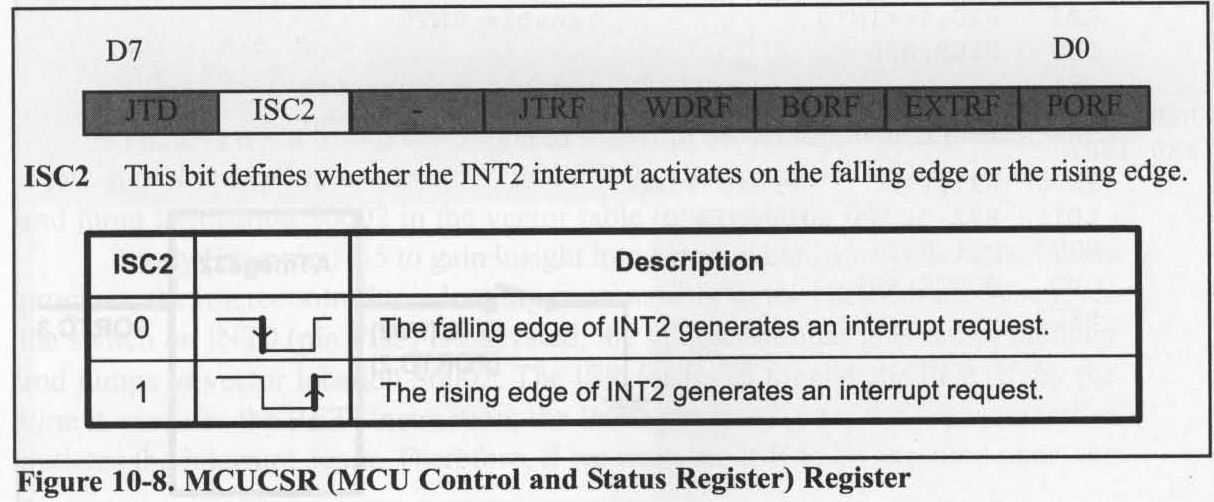 D7 D0
JTD ISC2 - JTRF WDRF BORF EXTRF PORF
ISC2 This bit defines whether the INT2 interrupt activates on the falling edge or the rising edge.
ISC2 Description
0 The falling edge of INT2 generates an interrupt request.
1 The rising edge of INT2 generates an interrupt request.
Figure 10-8. MCUCSR (MCU Control and Status Register) Register